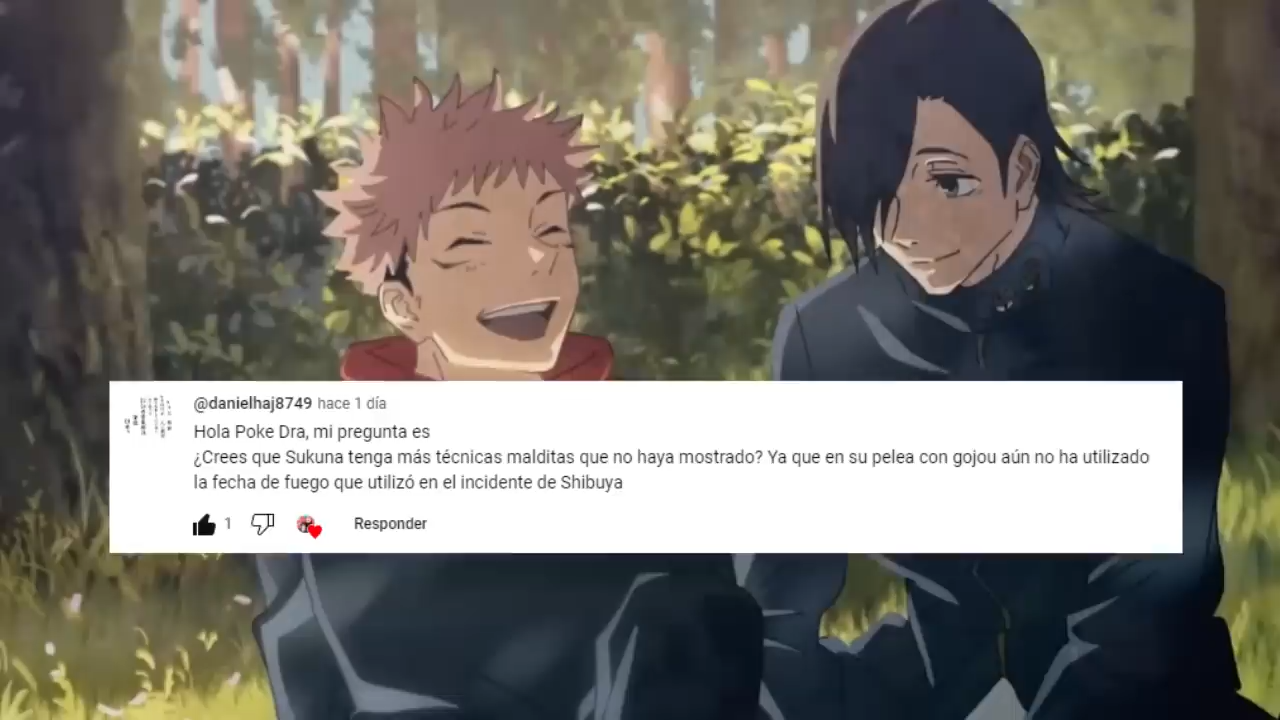 @danielhaj8749 hace 1 día
Hola Poke Dra, mi pregunta es
¿Crees que Sukuna tenga más técnicas malditas que no haya mostrado? Ya que en su pelea con gojou aún no ha utilizado
la fecha de fuego que utilizó en el incidente de Shibuya
1 Responder